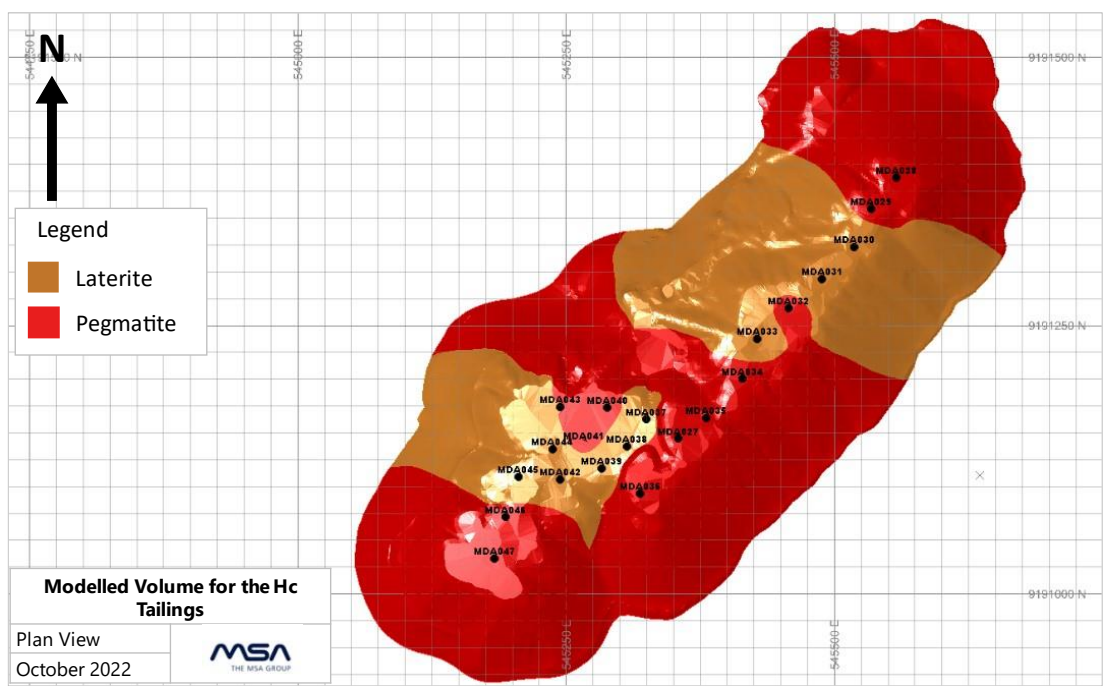 N
545000 E
545250 E
545500 E
9191500 N
Legend
Laterite
Pegmatite
MDA028
MDA029
MDA030
MDA031
MDA032
MDA033
9191250 N
MDA034
MDA043
MDA040
MDA037
MDA035
MDA041
MDA038
MDA027
MDA044
MDA039
MDA045
MDA042
MDA036
MDA046
MDA047
9191000 N
545250 E
545500 E
Modelled Volume for the Hc
Tailings
Plan View
October 2022
MSA
THE MSA GROUP